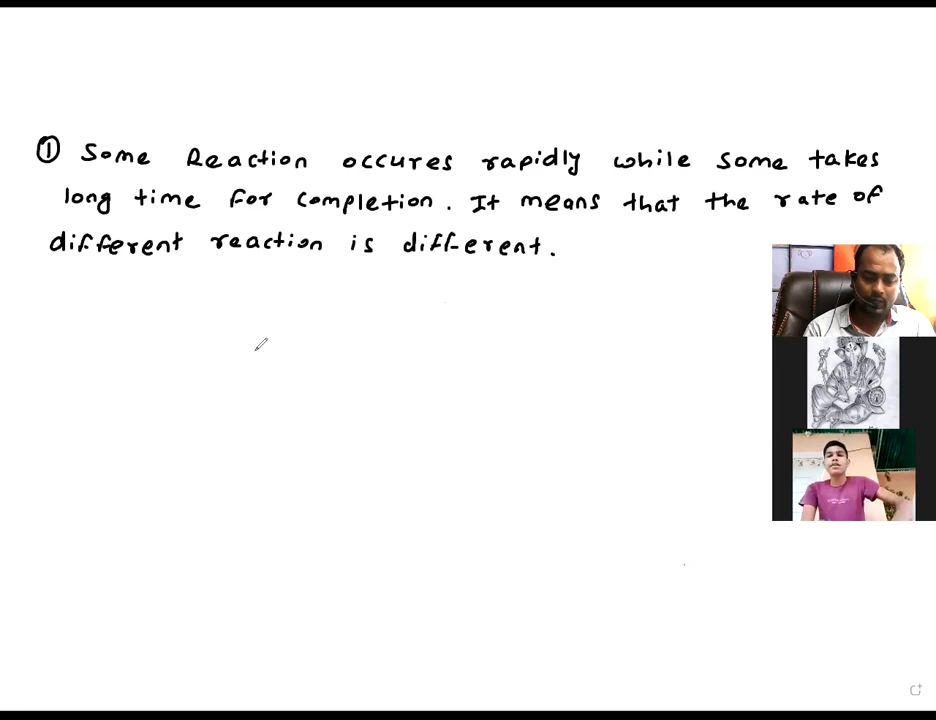 ① Some Reaction occures rapidly while some takes
long time for completion. It means that the rate of
different reaction is different.